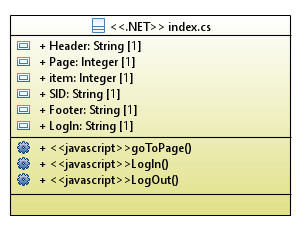 <<.NET>> index.cs
+ Header: String [1]
+ Page: Integer [1]
+ item: Integer [1]
+ SID: String [1]
+ Footer: String [1]
+ LogIn: String [1]
+ <<javascript>>goToPage()
+ <<javascript>>LogIn()
+ <<javascript>>LogOut()